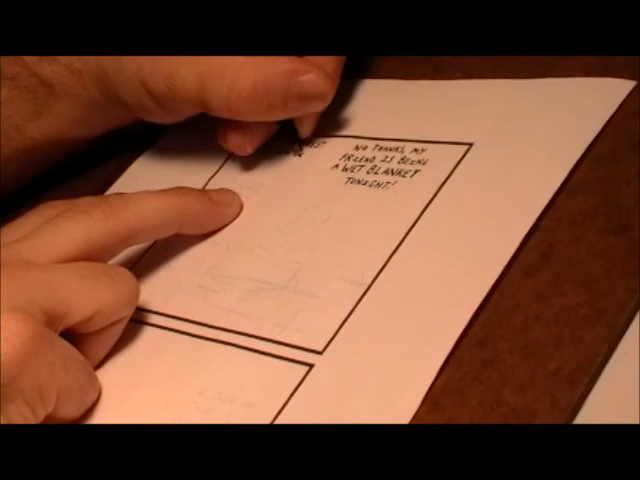 NO THANKS, MY
FRIEND IS BEING
A WET BLANKET
TONIGHT!